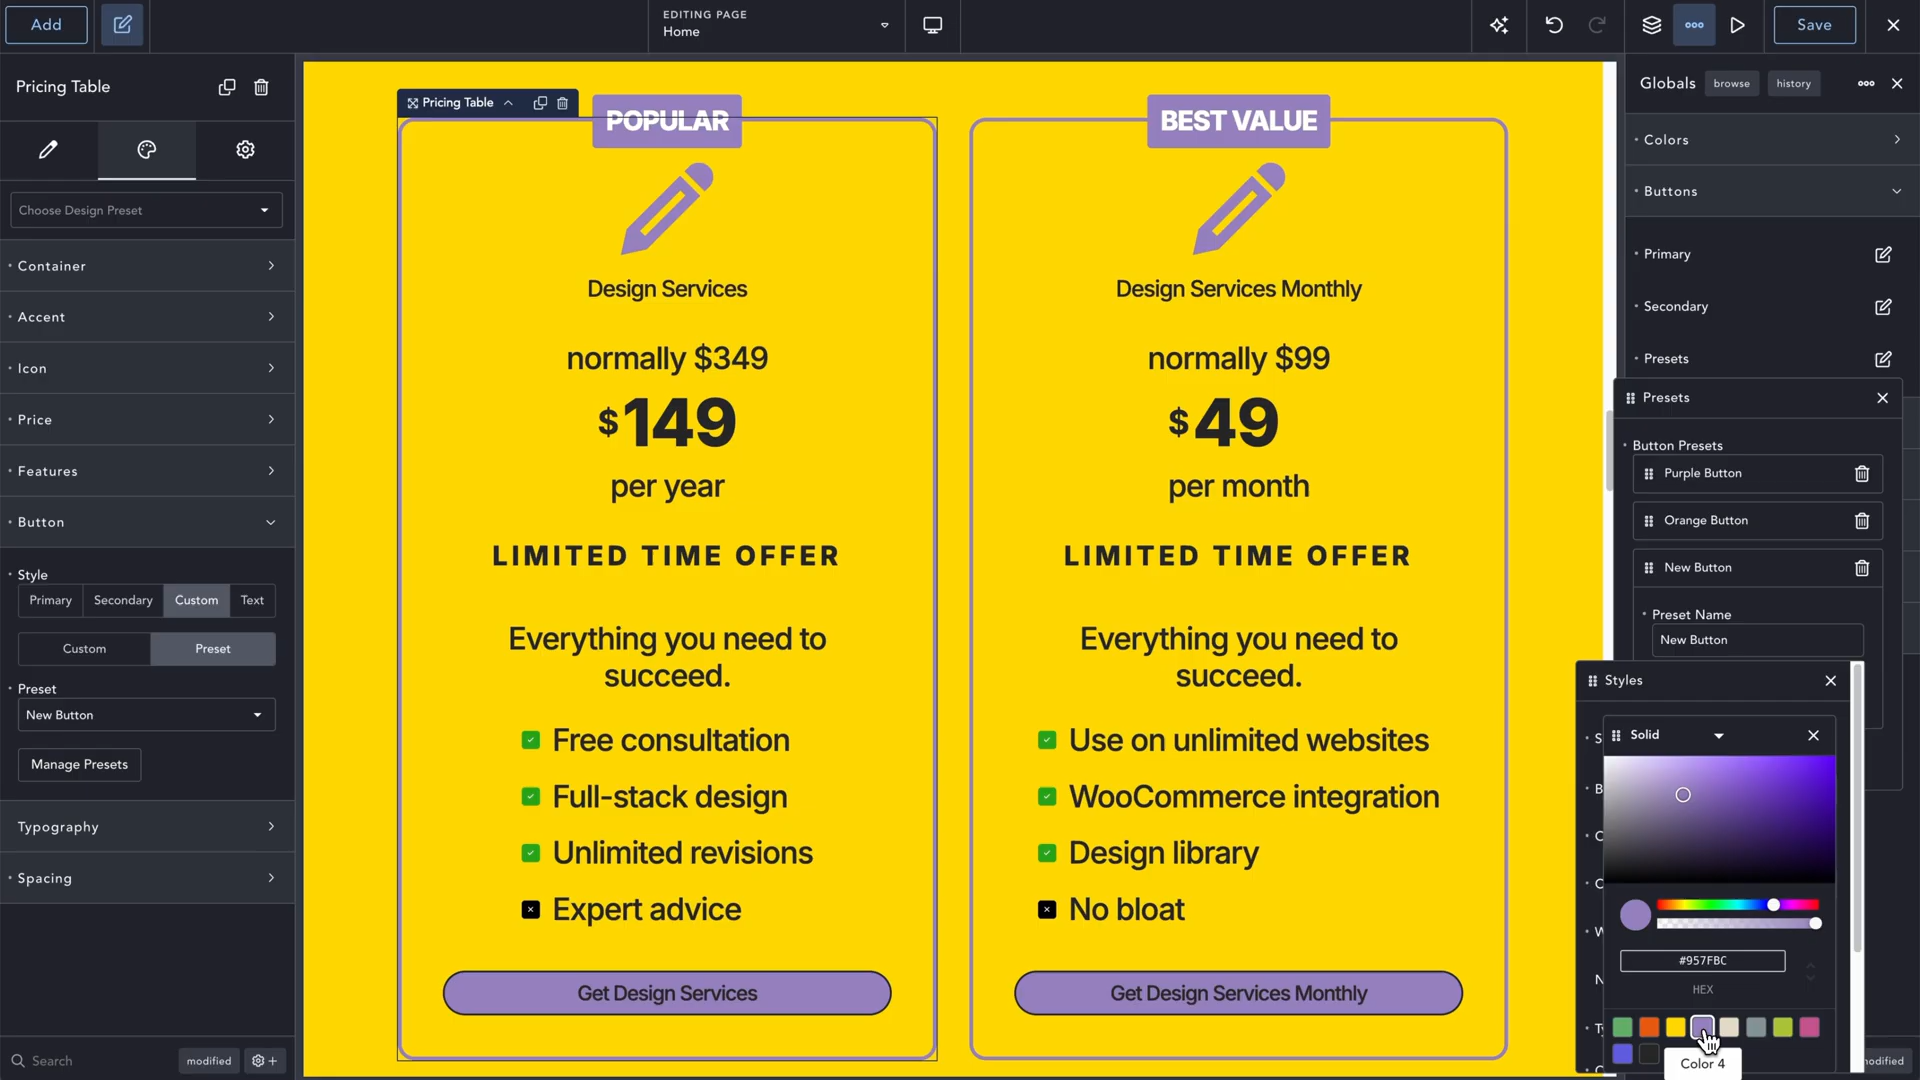 Add
EDITING PAGE
Home
Save
Pricing Table
Choose Design Preset
Container
Accent
Icon
Price
Features
Button
Style
Primary Secondary Custom Text
Custom Preset
Preset
New Button
Manage Presets
Typography
Spacing
Search modified
Pricing Table
POPULAR
Design Services
normally $349
$149
per year
LIMITED TIME OFFER
Everything you need to
succeed.
Free consultation
Full-stack design
Unlimited revisions
Expert advice
Get Design Services
BEST VALUE
Design Services Monthly
normally $99
$49
per month
LIMITED TIME OFFER
Everything you need to
succeed.
Use on unlimited websites
WooCommerce integration
Design library
No bloat
Get Design Services Monthly
Globals browse history
Colors
Buttons
Primary
Secondary
Presets
Presets
Button Presets
Purple Button
Orange Button
New Button
Preset Name
New Button
Styles
Solid
#957FBC
HEX
Color 4